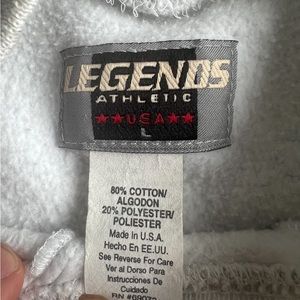 LEGENDS
ATHLETIC
★★USA★★
L
80% COTTON/
ALGODON
20% POLYESTER/
POLIESTER
Made in U.S.A.
Hecho En EE.UU.
See Reverse For Care
Ver al Dorso Para
Instrucciones De
Cuidado
RN